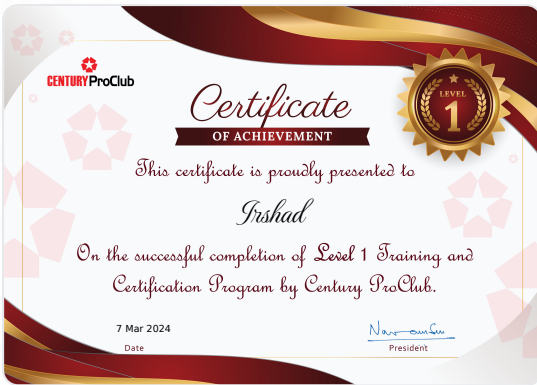 CENTURY ProClub
LEVEL
1
Certificate
OF ACHIEVEMENT
This certificate is proudly presented to
Irshad
On the successful completion of Level 1 Training and
Certification Program by Century ProClub.
7 Mar 2024
Date
President